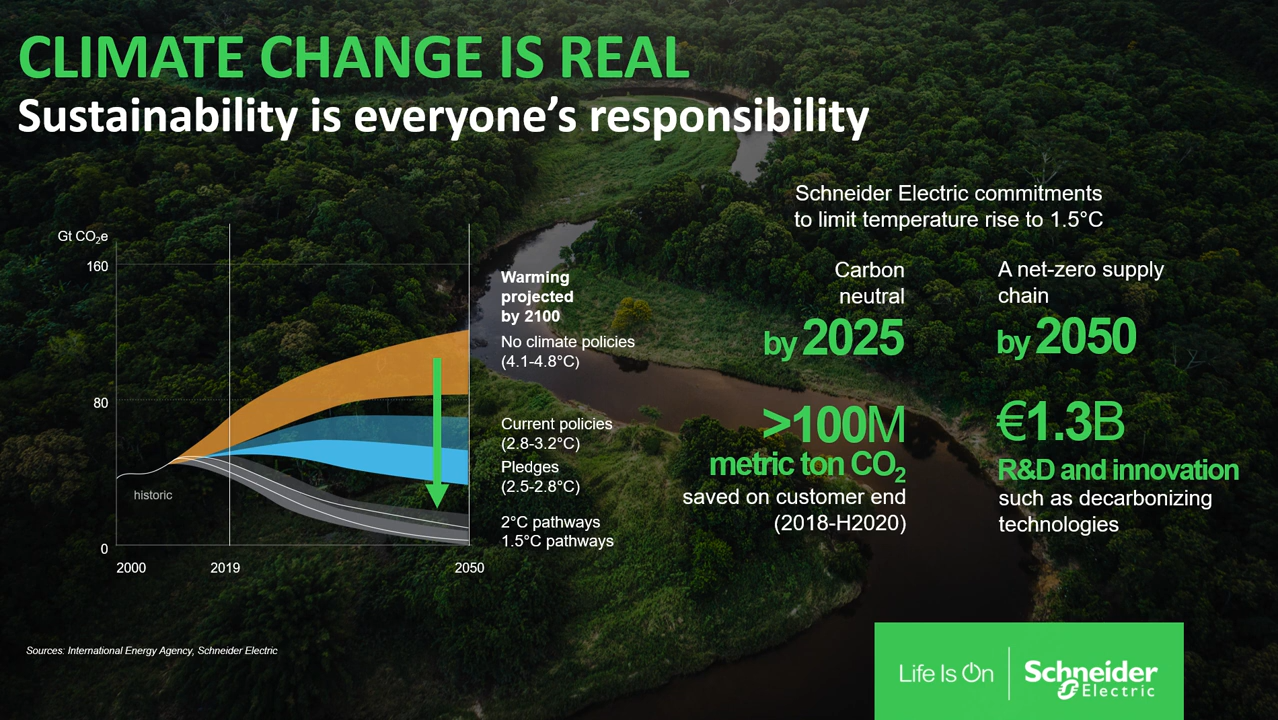 CLIMATE CHANGE IS REAL
Sustainability is everyone's responsibility
Gt CO₂e
160
80
0
historic
2000
2019
2050
Warming
projected
by 2100
No climate policies
(4.1-4.8°C)
Current policies
(2.8-3.2°C)
Pledges
(2.5-2.8°C)
2°C pathways
1.5°C pathways
Schneider Electric commitments
to limit temperature rise to 1.5°C
Carbon
neutral
by 2025
A net-zero supply
chain
by 2050
>100M
metric ton CO₂
saved on customer end
(2018-H2020)
€1.3B
R&D and innovation
such as decarbonizing
technologies
Sources: International Energy Agency, Schneider Electric
Life Is On
Schneider
Electric